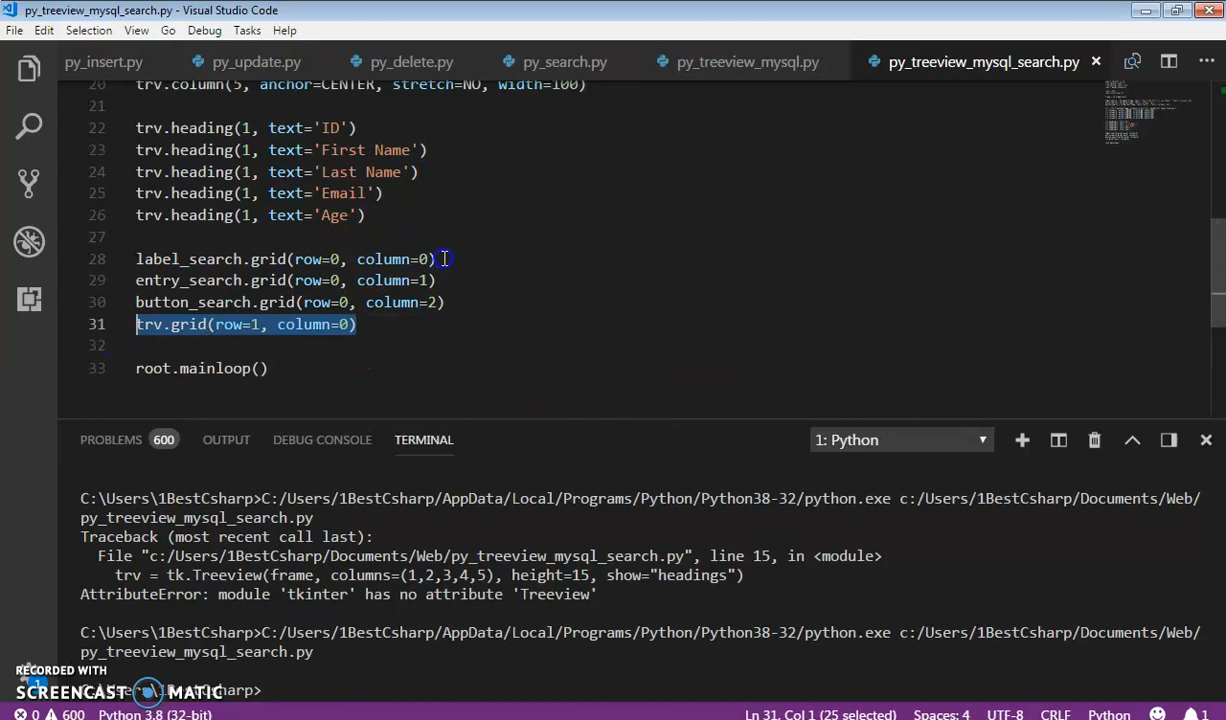 py_treeview_mysql_search.py - Visual Studio Code
File Edit Selection View Go Debug Tasks Help
py_insert.py py_update.py py_delete.py py_search.py py_treeview_mysql.py py_treeview_mysql_search.py
20 trv.column(5, anchor=CENTER, stretch=NO, width=100)
21
22 trv.heading(1, text='ID')
23 trv.heading(1, text='First Name')
24 trv.heading(1, text='Last Name')
25 trv.heading(1, text='Email')
26 trv.heading(1, text='Age')
27
28 label_search.grid(row=0, column=0)
29 entry_search.grid(row=0, column=1)
30 button_search.grid(row=0, column=2)
31 trv.grid(row=1, column=0)
32
33 root.mainloop()
PROBLEMS 600 OUTPUT DEBUG CONSOLE TERMINAL 1: Python
C:\Users\1BestCsharp>C:/Users/1BestCsharp/AppData/Local/Programs/Python/Python38-32/python.exe c:/Users/1BestCsharp/Documents/Web/
py_treeview_mysql_search.py
Traceback (most recent call last):
File "c:/Users/1BestCsharp/Documents/Web/py_treeview_mysql_search.py", line 15, in <module>
trv = tk.Treeview(frame, columns=(1,2,3,4,5), height=15, show="headings")
AttributeError: module 'tkinter' has no attribute 'Treeview'
C:\Users\1BestCsharp>C:/Users/1BestCsharp/AppData/Local/Programs/Python/Python38-32/python.exe c:/Users/1BestCsharp/Documents/Web/
py_treeview_mysql_search.py
RECORDED WITH
SCREENCAST MATIC
1BestCsharp>
1
0 600 Python 3.8 (32-bit) Ln 31, Col 1 (25 selected) Spaces: 4 UTF-8 CRLF Python 1